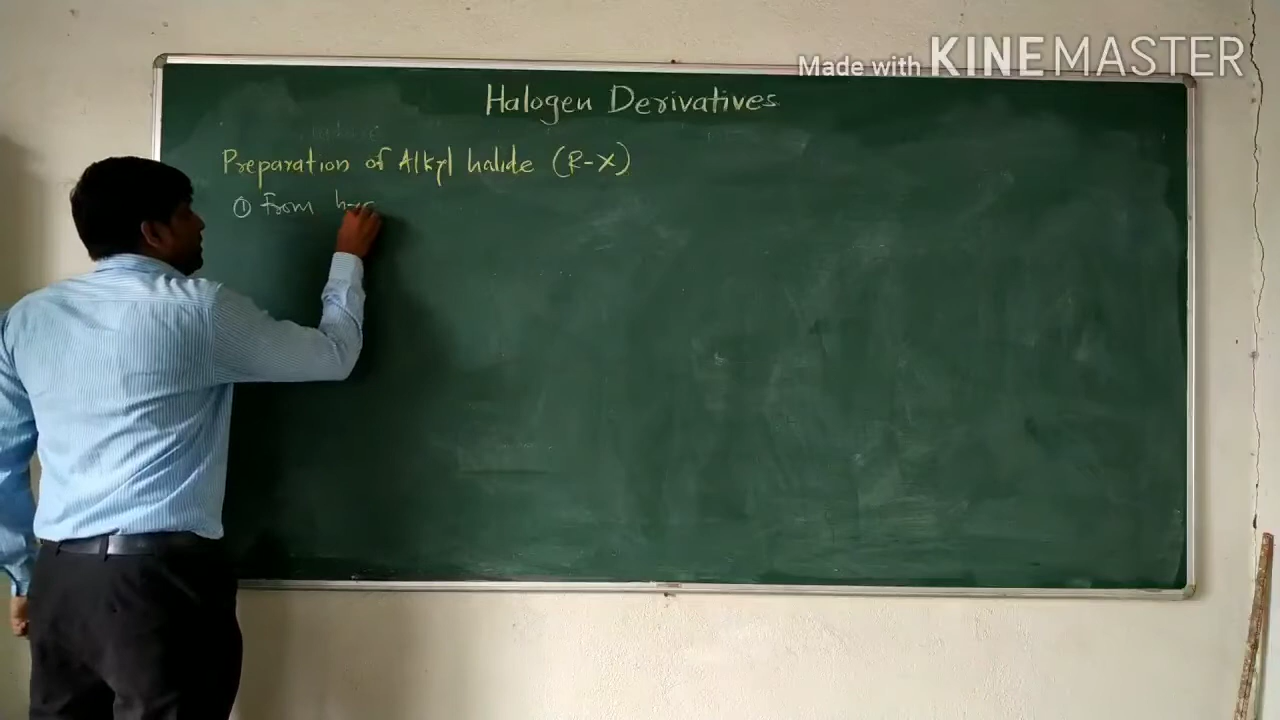 Made with KINEMASTER
Halogen Derivatives
Preparation of Alkyl halide (R-X)
① From